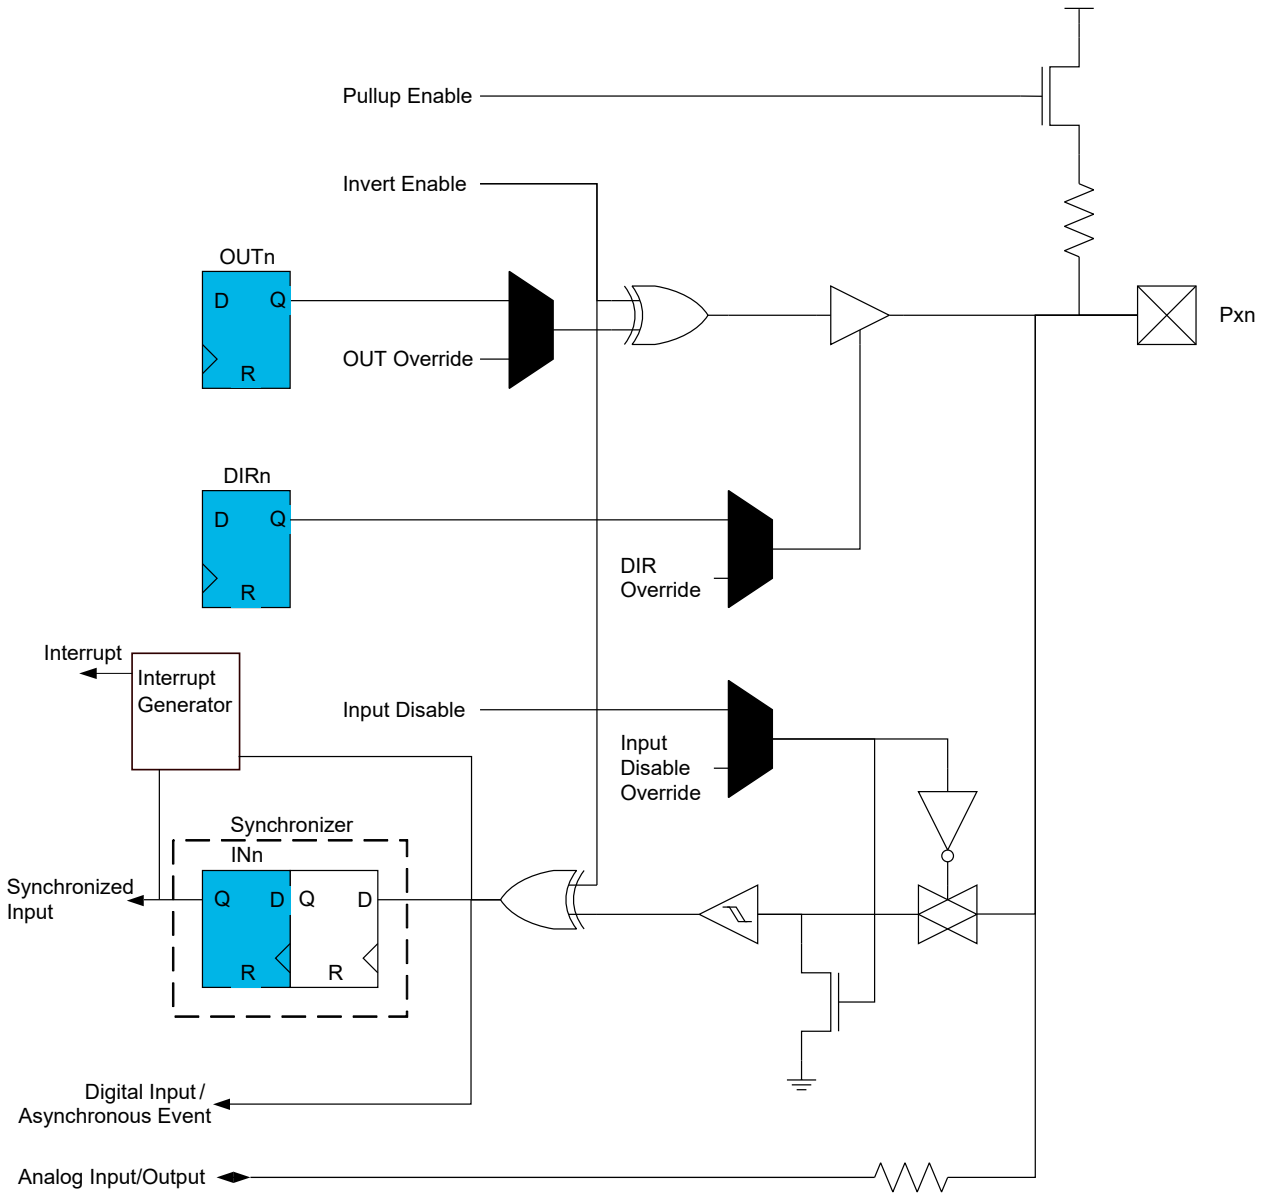 Pullup Enable
Invert Enable
OUTn
D Q
R
OUT Override
Pxn
DIRn
D Q
R
DIR
Override
Interrupt
Interrupt
Generator
Input Disable
Input
Disable
Override
Synchronizer
INn
Q D Q D
R R
Synchronized
Input
Digital Input/
Asynchronous Event
Analog Input/Output